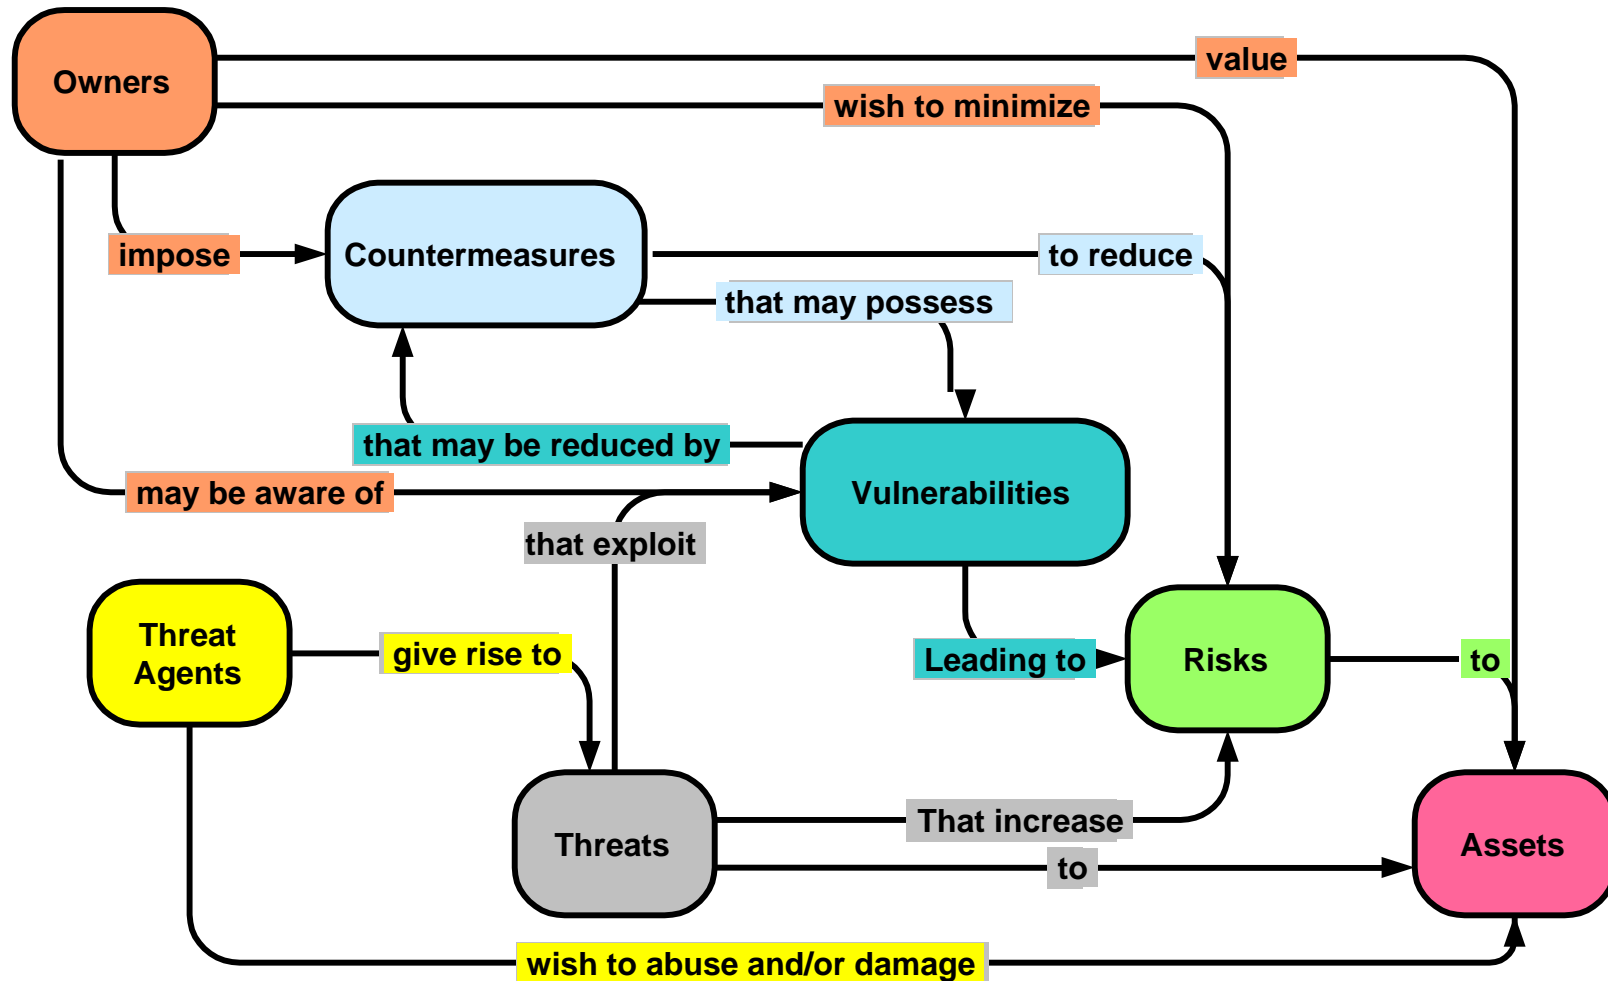 value
Owners
wish to minimize
impose
Countermeasures
to reduce
that may possess
that may be reduced by
may be aware of
Vulnerabilities
that exploit
Threat
Agents
give rise to
Leading to
Risks
to
That increase
Threats
Assets
to
wish to abuse and/or damage